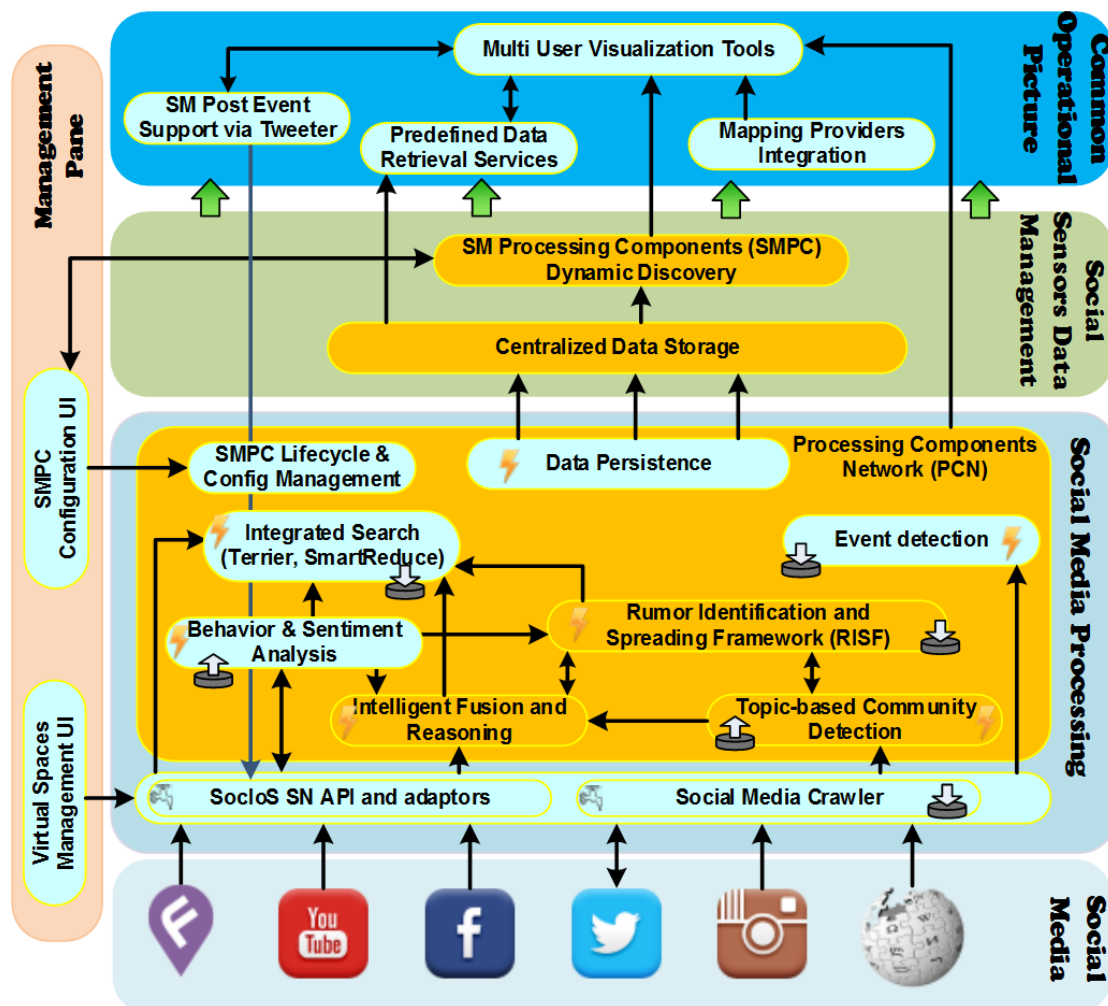 Management
Pane
Multi User Visualization Tools
SM Post Event
Support via Tweeter
Predefined Data
Retrieval Services
Mapping Providers
Integration
Common
Operational
Picture
SM Processing Components (SMPC)
Dynamic Discovery
Centralized Data Storage
Social
Sensors Data
Management
SMPC
Configuration UI
SMPC Lifecycle &
Config Management
Data Persistence
Processing Components
Network (PCN)
Integrated Search
(Terrier, SmartReduce)
Event detection
Behavior & Sentiment
Analysis
Rumor Identification and
Spreading Framework (RISF)
Intelligent Fusion and
Reasoning
Topic-based Community
Detection
Social Media Processing
Virtual Spaces
Management UI
SocIoS SN API and adaptors
Social Media Crawler
You
Tube
f
Social
Media